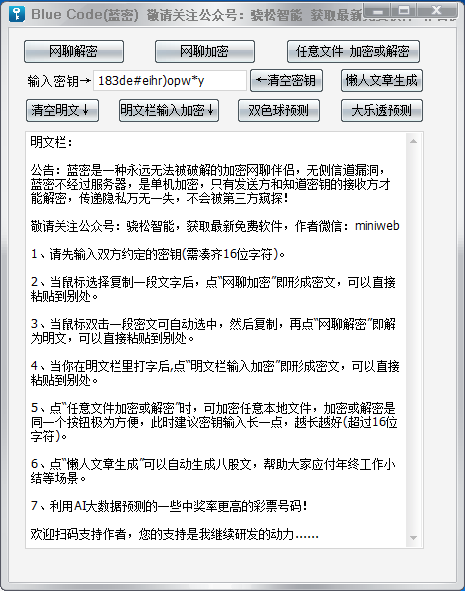 Blue Code(蓝密) 敬请关注公众号：骁松智能 获取最新
网聊解密 网聊加密 任意文件 加密或解密
输入密钥→ 183de#eihr)opw*y ←清空密钥 懒人文章生成
清空明文↓ 明文栏输入加密↓ 双色球预测 大乐透预测
明文栏：
公告：蓝密是一种永远无法被破解的加密网聊伴侣，无侧信道漏洞，
蓝密不经过服务器，是单机加密，只有发送方和知道密钥的接收方才
能解密，传递隐私万无一失，不会被第三方窥探！
敬请关注公众号：骁松智能，获取最新免费软件，作者微信：miniweb
1、请先输入双方约定的密钥(需凑齐16位字符)。
2、当鼠标选择复制一段文字后，点“网聊加密”即形成密文，可以直接
粘贴到别处。
3、当鼠标双击一段密文可自动选中，然后复制，再点“网聊解密”即解
为明文，可以直接粘贴到别处。
4、当你在明文栏里打字后,点“明文栏输入加密”即形成密文，可以直接
粘贴到别处。
5、点“任意文件加密或解密”时，可加密任意本地文件，加密或解密是
同一个按钮极为方便，此时建议密钥输入长一点，越长越好(超过16位
字符)。
6、点“懒人文章生成”可以自动生成八股文，帮助大家应付年终工作小
结等场景。
7、利用AI大数据预测的一些中奖率更高的彩票号码！
欢迎扫码支持作者，您的支持是我继续研发的动力……